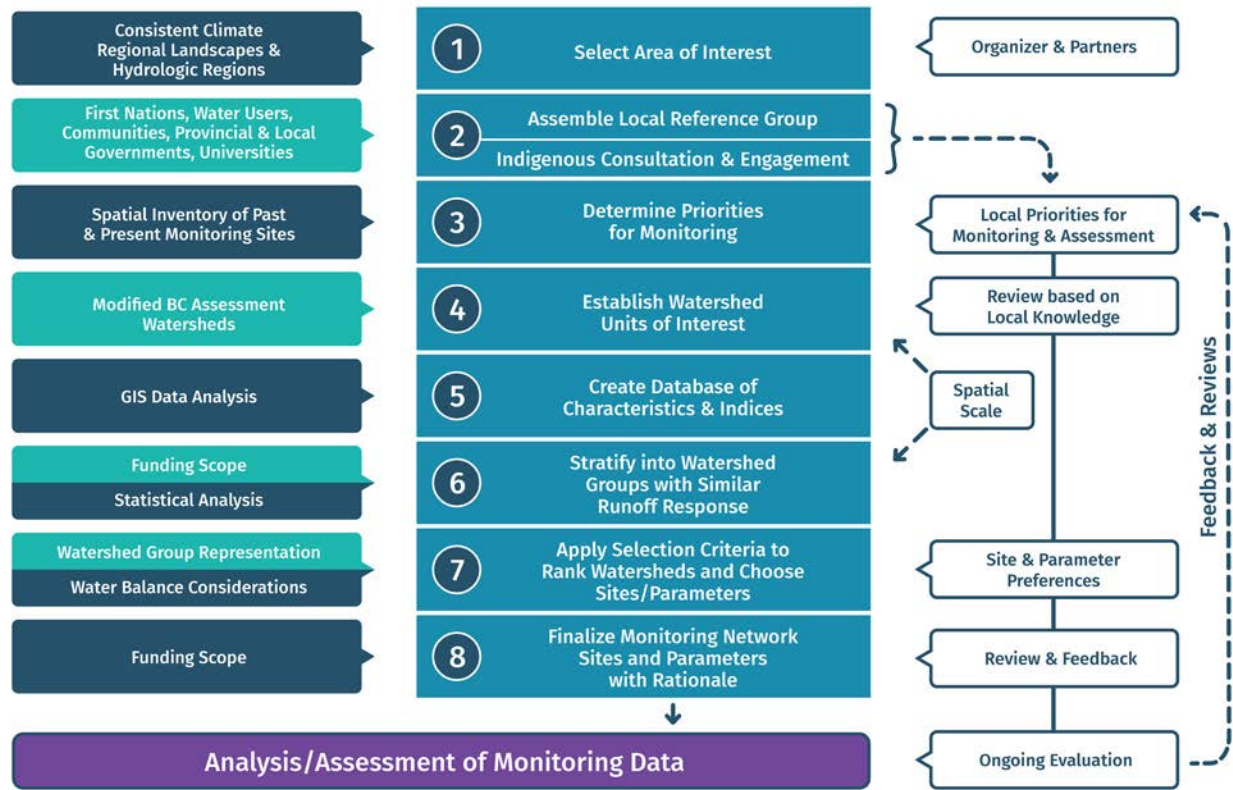 Consistent Climate
Regional Landscapes &
Hydrologic Regions
1
Select Area of Interest
Organizer & Partners
First Nations, Water Users,
Communities, Provincial & Local
Governments, Universities
2
Assemble Local Reference Group
Indigenous Consultation & Engagement
Spatial Inventory of Past
& Present Monitoring Sites
3
Determine Priorities
for Monitoring
Local Priorities for
Monitoring & Assessment
Modified BC Assessment
Watersheds
4
Establish Watershed
Units of Interest
Review based on
Local Knowledge
GIS Data Analysis
5
Create Database of
Characteristics & Indices
Spatial
Scale
Funding Scope
Statistical Analysis
6
Stratify into Watershed
Groups with Similar
Runoff Response
Watershed Group Representation
Water Balance Considerations
7
Apply Selection Criteria to
Rank Watersheds and Choose
Sites/Parameters
Site & Parameter
Preferences
Funding Scope
8
Finalize Monitoring Network
Sites and Parameters
with Rationale
Review & Feedback
Analysis/Assessment of Monitoring Data
Ongoing Evaluation
Feedback & Reviews